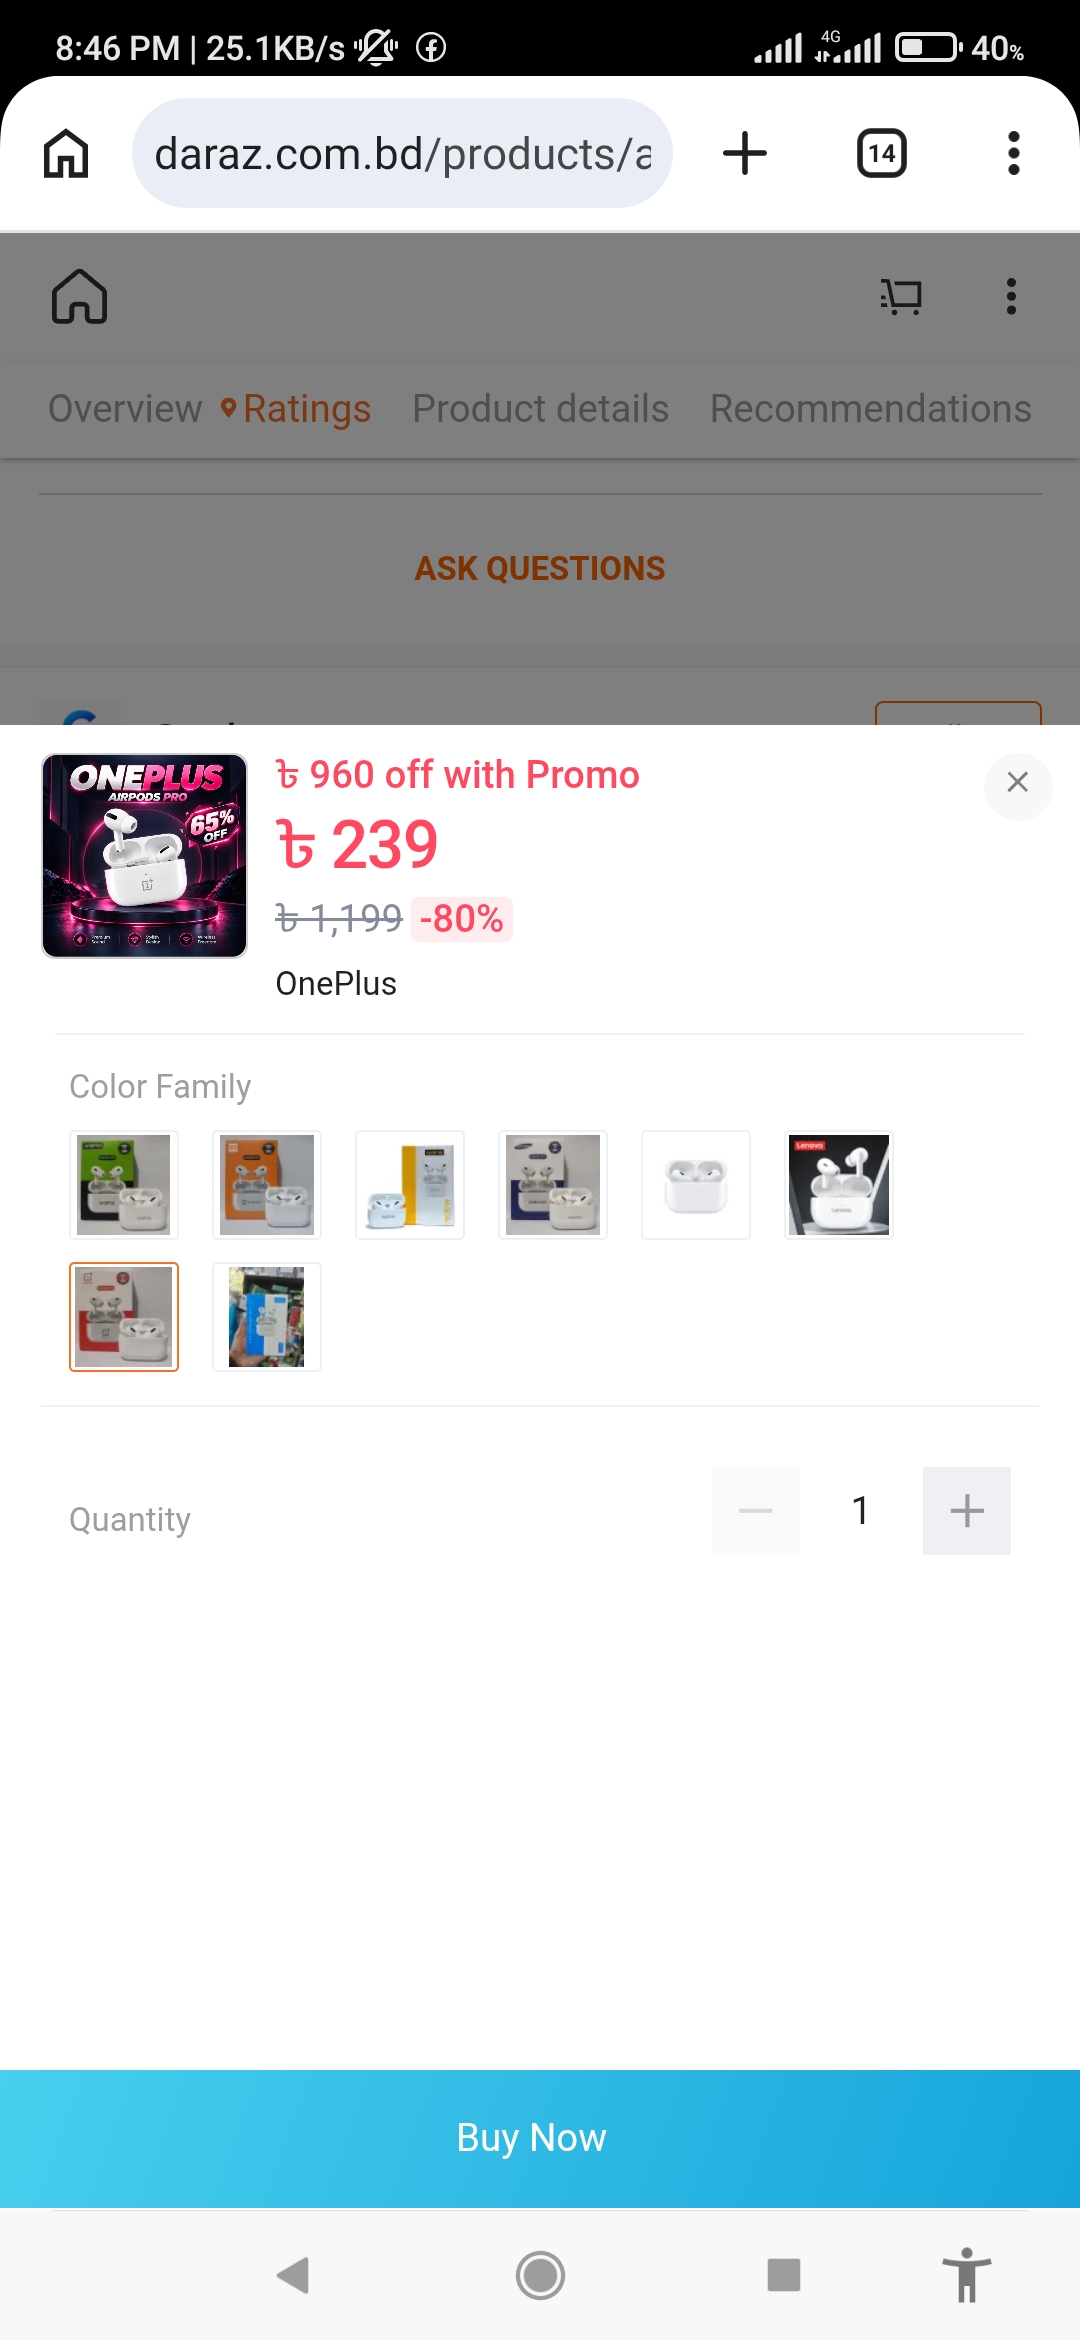 8:46 PM | 25.1KB/s
4G
40%
daraz.com.bd/products/a
14
Overview
Ratings
Product details
Recommendations
ASK QUESTIONS
ONEPLUS
AIRPODS PRO
65%
OFF
৳ 960 off with Promo
৳ 239
৳ 1,199 -80%
OnePlus
Color Family
Lenovo
Quantity
1
Buy Now